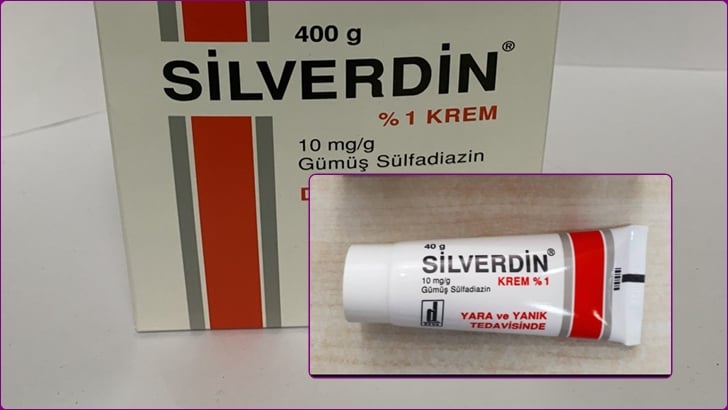 400 g
SİLVERDİN®
% 1 KREM
10 mg/g
Gümüş Sülfadiazin
40 g
SİLVERDİN®
10 mg/g KREM % 1
Gümüş Sülfadiazin
YARA ve YANIK
TEDAVİSİNDE